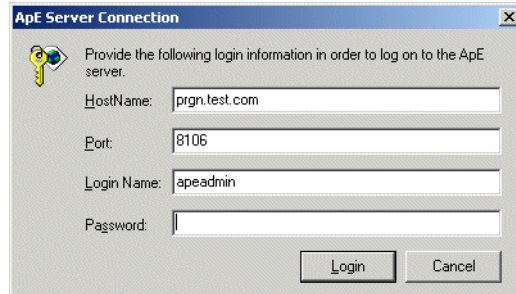 ApE Server Connection
Provide the following login information in order to log on to the ApE
server.
HostName: prgn.test.com
Port: 8106
Login Name: apeadmin
Password:
Login Cancel